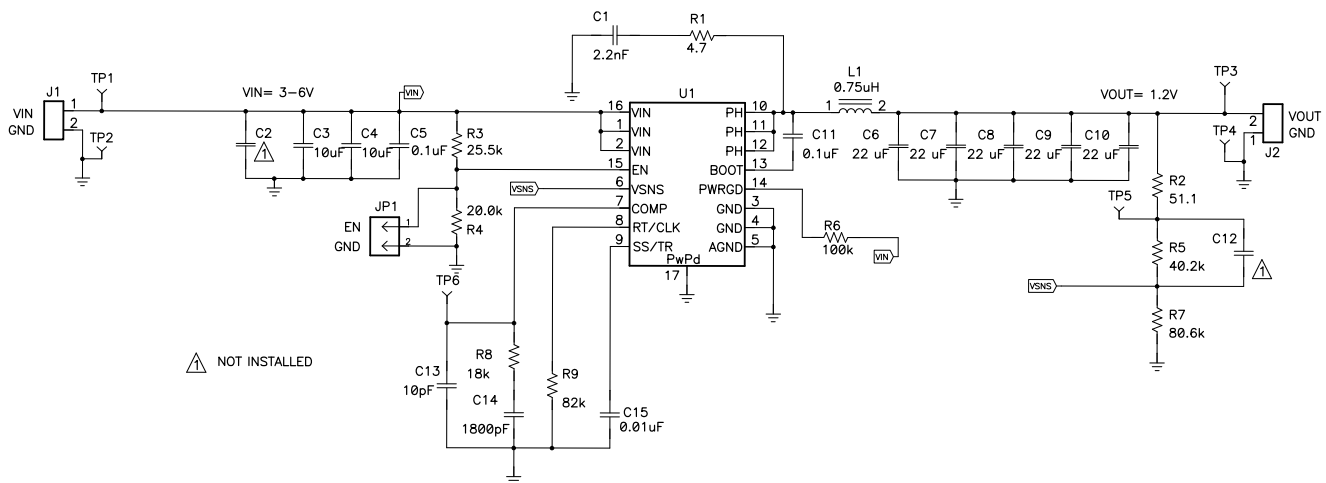 C1
2.2nF
R1
4.7
J1
VIN
GND
1
2
TP1
TP2
VIN= 3-6V
VIN
C2
1
C3
10uF
C4
10uF
C5
0.1uF
R3
25.5k
20.0k
R4
JP1
EN
GND
1
2
VSNS
U1
16 VIN
1 VIN
2 VIN
15 EN
6 VSNS
7 COMP
8 RT/CLK
9 SS/TR
PwPd
17
PH 10
PH 11
PH 12
BOOT 13
PWRGD 14
GND 3
GND 4
AGND 5
C11
0.1uF
L1
0.75uH
1
2
C6
22 uF
C7
22 uF
C8
22 uF
C9
22 uF
C10
22 uF
VOUT= 1.2V
TP3
TP4
2
1
VOUT
GND
J2
R6
100k
VIN
R2
51.1
TP5
R5
40.2k
C12
1
VSNS
R7
80.6k
TP6
C13
10pF
R8
18k
C14
1800pF
R9
82k
C15
0.01uF
1 NOT INSTALLED